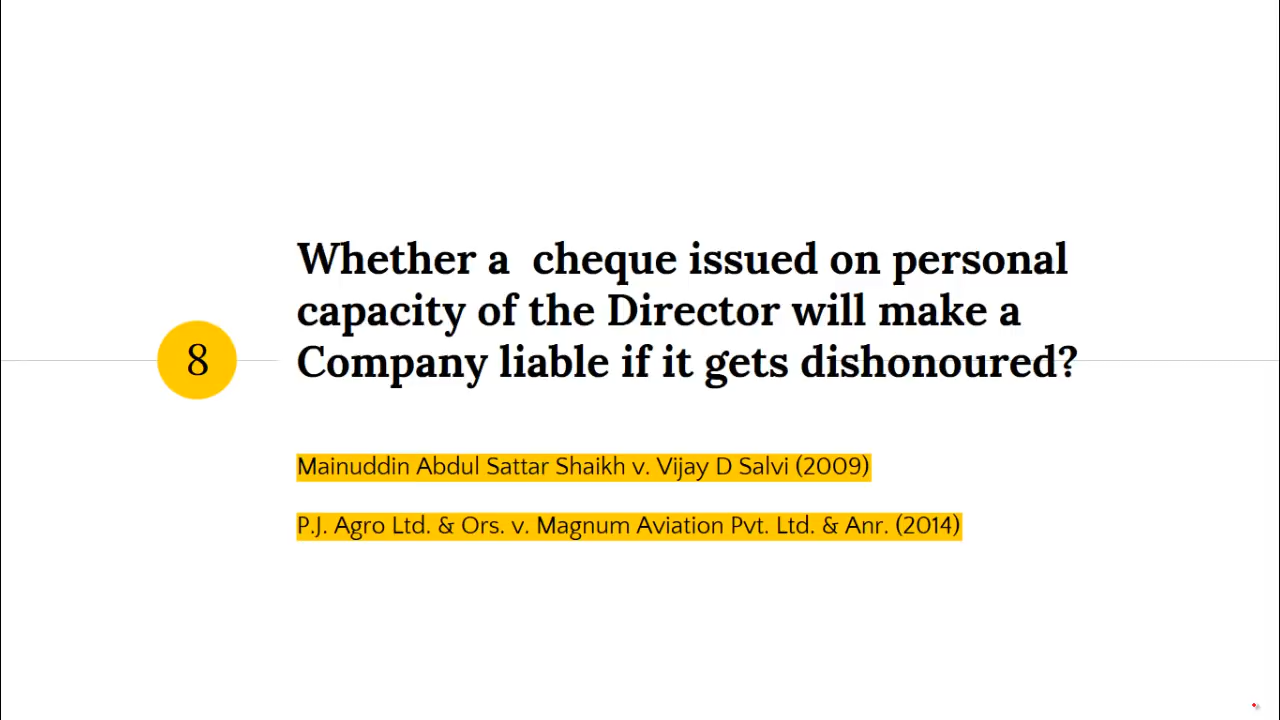 8
Whether a cheque issued on personal
capacity of the Director will make a
Company liable if it gets dishonoured?
Mainuddin Abdul Sattar Shaikh v. Vijay D Salvi (2009)
P.J. Agro Ltd. & Ors. v. Magnum Aviation Pvt. Ltd. & Anr. (2014)